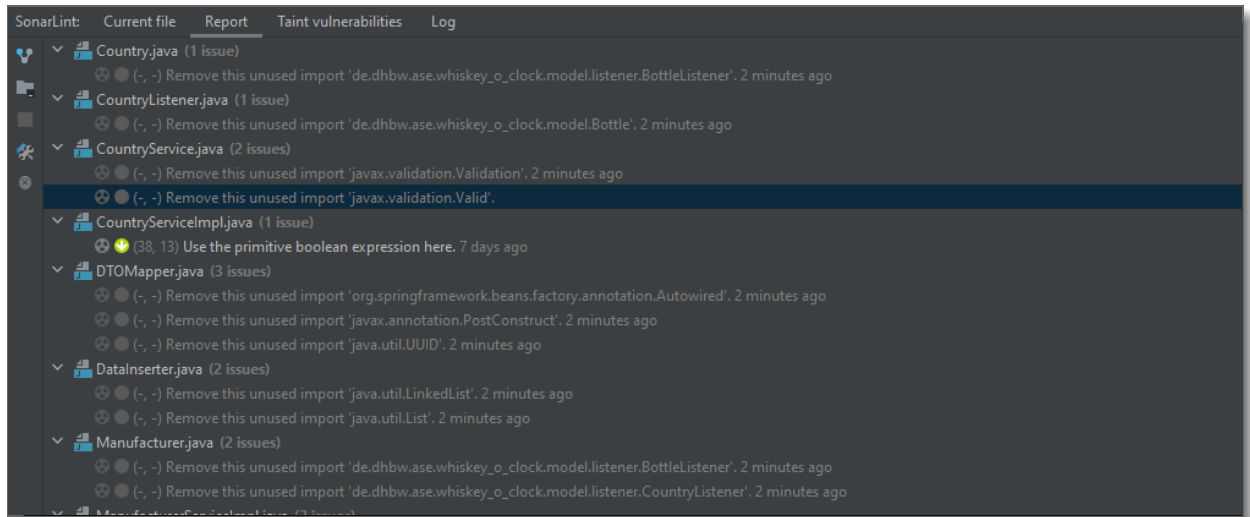 SonarLint: Current file Report Taint vulnerabilities Log
Country.java (1 issue)
(-, -) Remove this unused import 'de.dhbw.ase.whiskey_o_clock.model.listener.BottleListener'. 2 minutes ago
CountryListener.java (1 issue)
(-, -) Remove this unused import 'de.dhbw.ase.whiskey_o_clock.model.Bottle'. 2 minutes ago
CountryService.java (2 issues)
(-, -) Remove this unused import 'javax.validation.Validation'. 2 minutes ago
(-, -) Remove this unused import 'javax.validation.Valid'.
CountryServiceImpl.java (1 issue)
(38, 13) Use the primitive boolean expression here. 7 days ago
DTOMapper.java (3 issues)
(-, -) Remove this unused import 'org.springframework.beans.factory.annotation.Autowired'. 2 minutes ago
(-, -) Remove this unused import 'javax.annotation.PostConstruct'. 2 minutes ago
(-, -) Remove this unused import 'java.util.UUID'. 2 minutes ago
DataInserter.java (2 issues)
(-, -) Remove this unused import 'java.util.LinkedList'. 2 minutes ago
(-, -) Remove this unused import 'java.util.List'. 2 minutes ago
Manufacturer.java (2 issues)
(-, -) Remove this unused import 'de.dhbw.ase.whiskey_o_clock.model.listener.BottleListener'. 2 minutes ago
(-, -) Remove this unused import 'de.dhbw.ase.whiskey_o_clock.model.listener.CountryListener'. 2 minutes ago